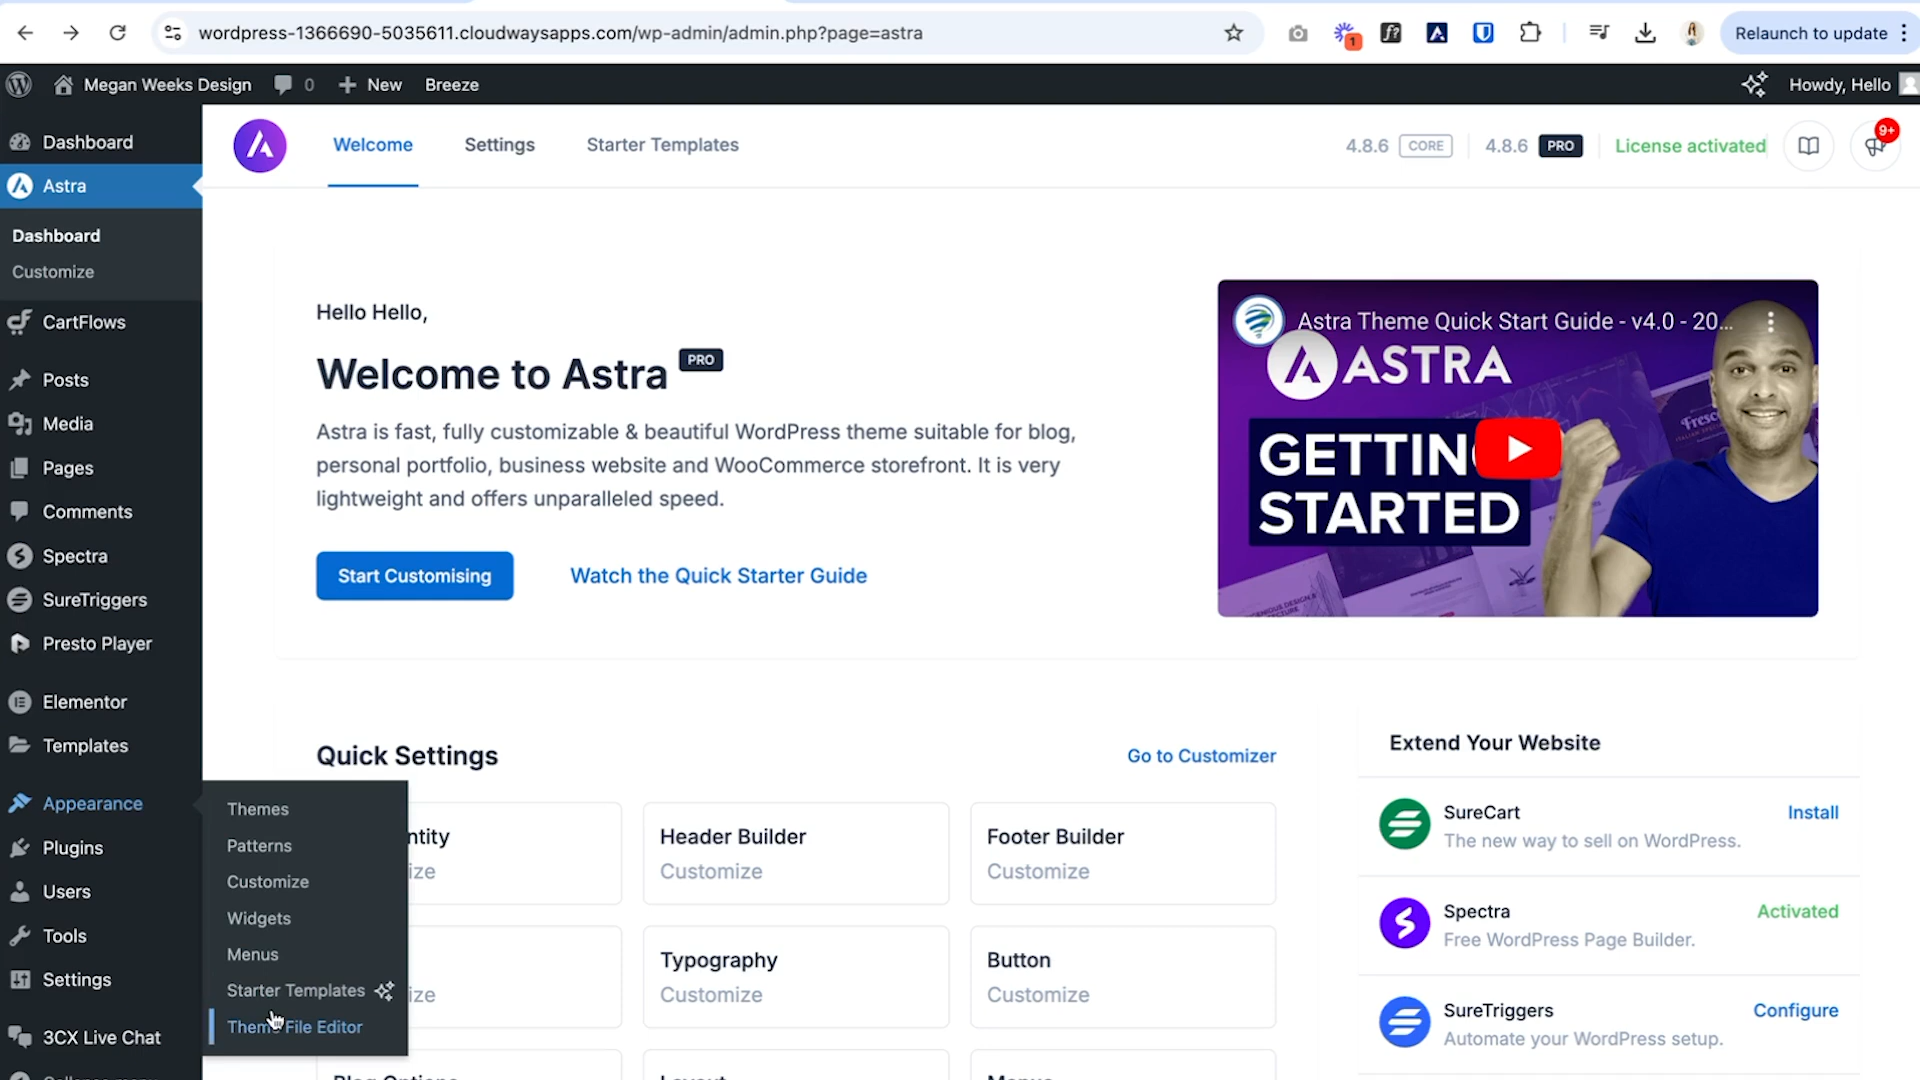 wordpress-1366690-5035611.cloudwaysapps.com/wp-admin/admin.php?page=astra
1
Relaunch to update
Megan Weeks Design
0
New
Breeze
Howdy, Hello
Dashboard
Astra
Dashboard
Customize
CartFlows
Posts
Media
Pages
Comments
Spectra
SureTriggers
Presto Player
Elementor
Templates
Appearance
Plugins
Users
Tools
Settings
3CX Live Chat
Themes
Patterns
Customize
Widgets
Menus
Starter Templates
Theme File Editor
Welcome
Settings
Starter Templates
4.8.6 CORE
4.8.6 PRO
License activated
9+
Hello Hello,
Welcome to Astra PRO
Astra is fast, fully customizable & beautiful WordPress theme suitable for blog,
personal portfolio, business website and WooCommerce storefront. It is very
lightweight and offers unparalleled speed.
Start Customising
Watch the Quick Starter Guide
Astra Theme Quick Start Guide - v4.0 - 20...
ASTRA
GETTIN
STARTED
Quick Settings
Go to Customizer
ntity
ize
Header Builder
Customize
Footer Builder
Customize
ize
Typography
Customize
Button
Customize
Blog Options
Layout
Menus
Extend Your Website
SureCart
Install
The new way to sell on WordPress.
Spectra
Activated
Free WordPress Page Builder.
SureTriggers
Configure
Automate your WordPress setup.